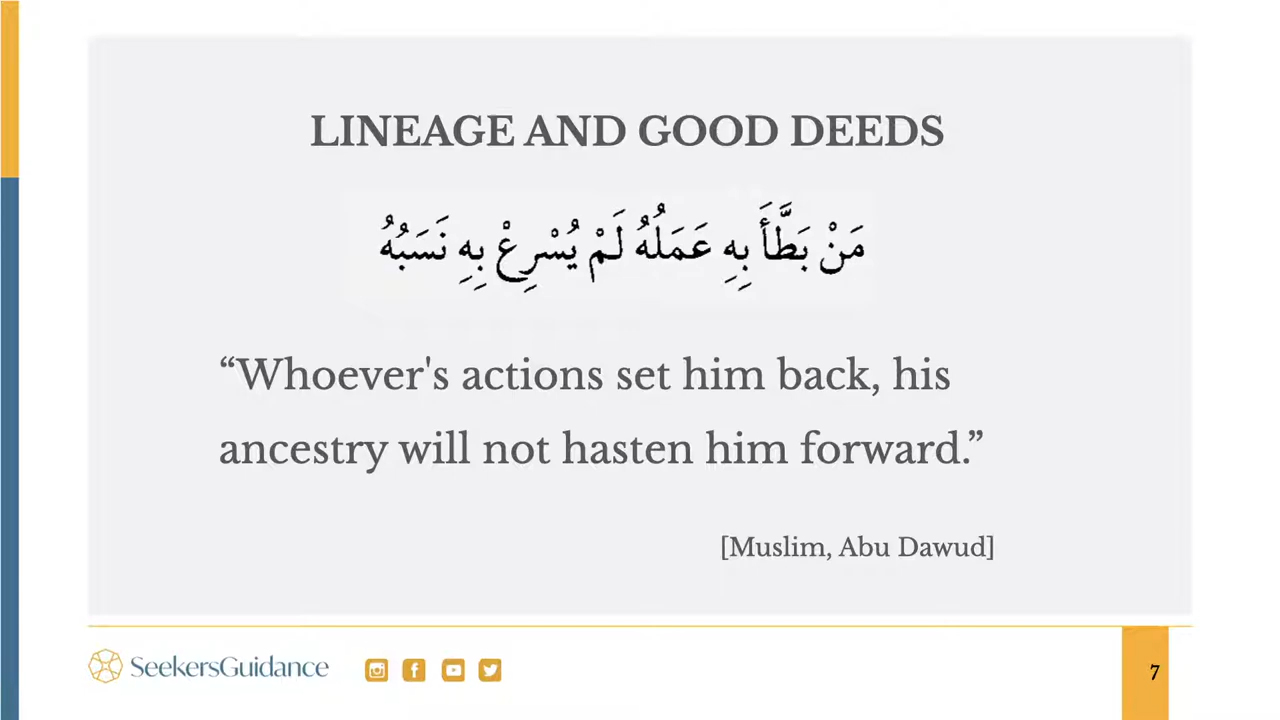 LINEAGE AND GOOD DEEDS
مَنْ بَطَّأَ بِهِ عَمَلُهُ لَمْ يُسْرِعْ بِهِ نَسَبُهُ
“Whoever's actions set him back, his
ancestry will not hasten him forward.”
[Muslim, Abu Dawud]
SeekersGuidance
7